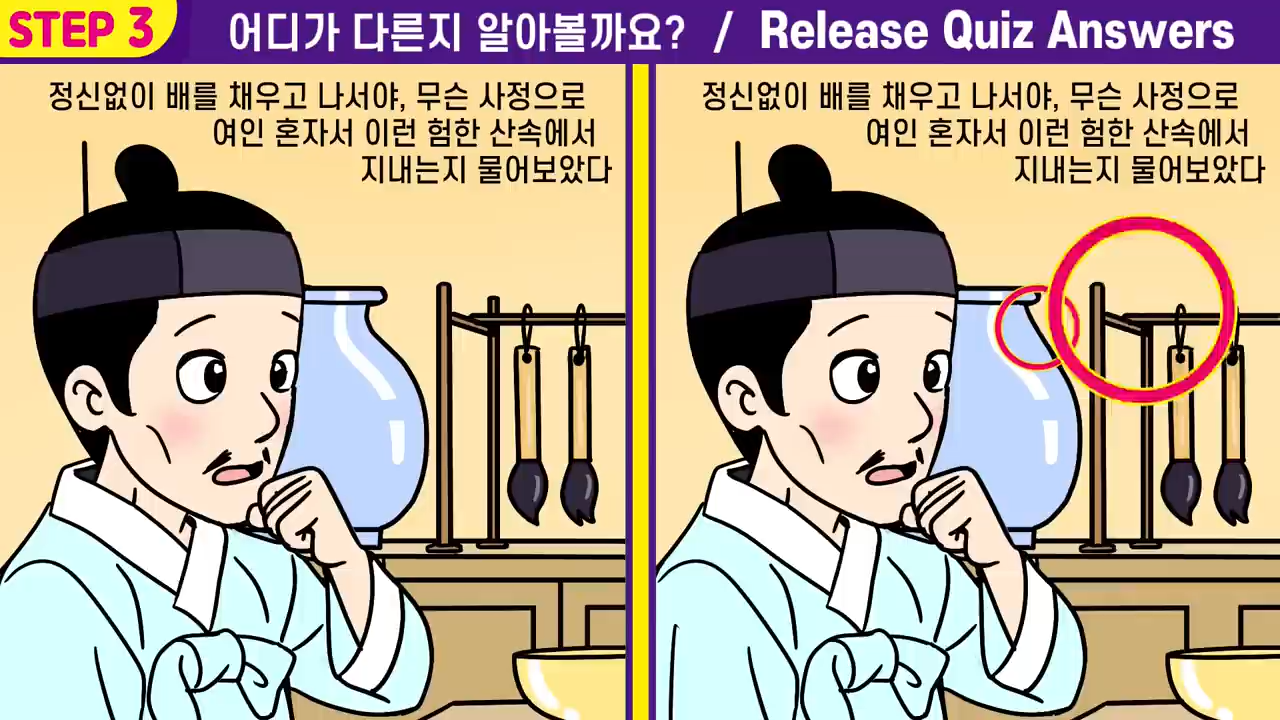 STEP 3
어디가 다른지 알아볼까요? / Release Quiz Answers
정신없이 배를 채우고 나서야, 무슨 사정으로
여인 혼자서 이런 험한 산속에서
지내는지 물어보았다
정신없이 배를 채우고 나서야, 무슨 사정으로
여인 혼자서 이런 험한 산속에서
지내는지 물어보았다